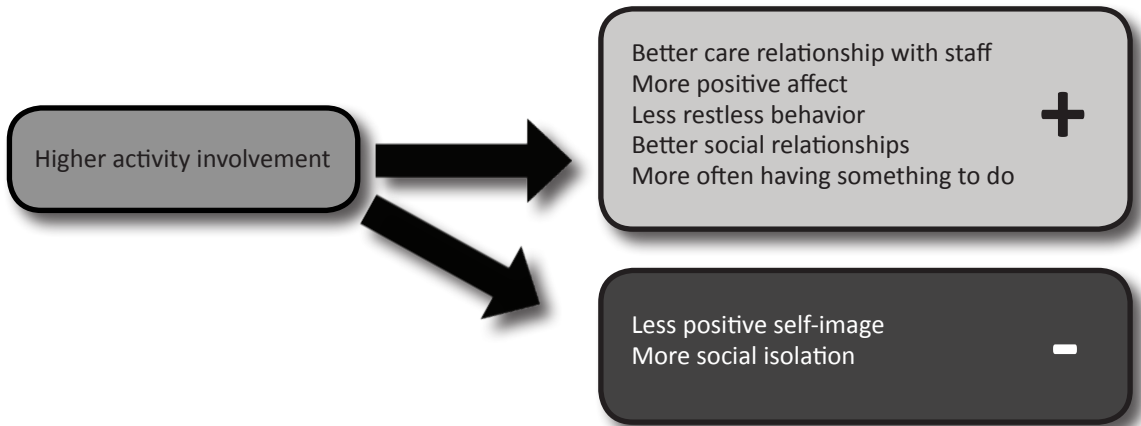 Higher activity involvement
Better care relationship with staff
More positive affect
Less restless behavior
Better social relationships
More often having something to do
+
Less positive self-image
More social isolation
-